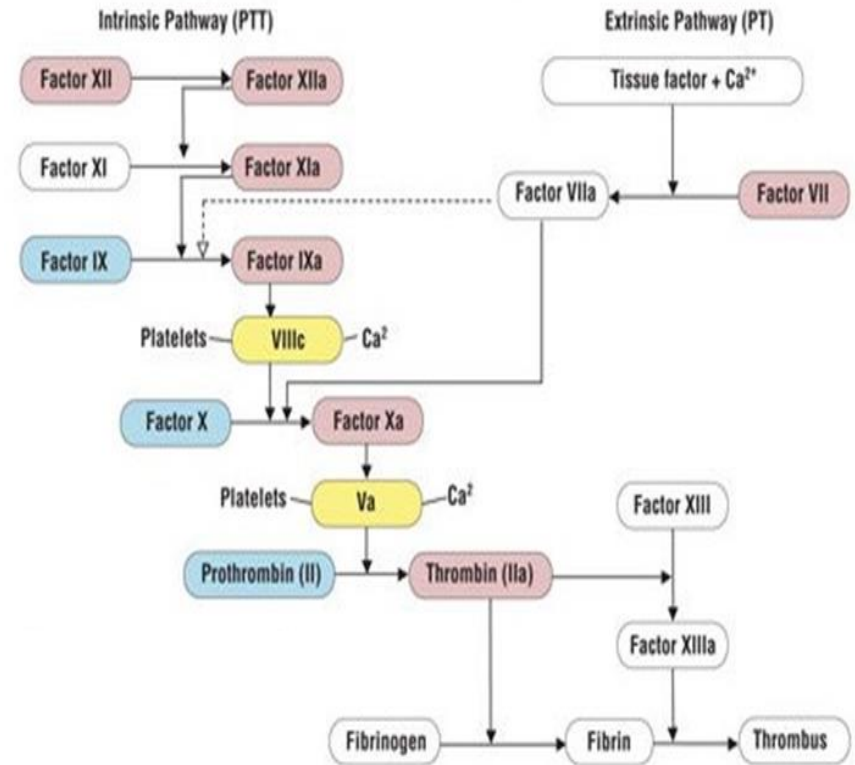 Intrinsic Pathway (PTT)
Extrinsic Pathway (PT)
Factor XII
Factor XIIa
Tissue factor + Ca²⁺
Factor XI
Factor XIa
Factor VIIa
Factor VII
Factor IX
Factor IXa
Platelets
VIIIc
Ca²
Factor X
Factor Xa
Platelets
Va
Ca²
Factor XIII
Prothrombin (II)
Thrombin (IIa)
Factor XIIIa
Fibrinogen
Fibrin
Thrombus